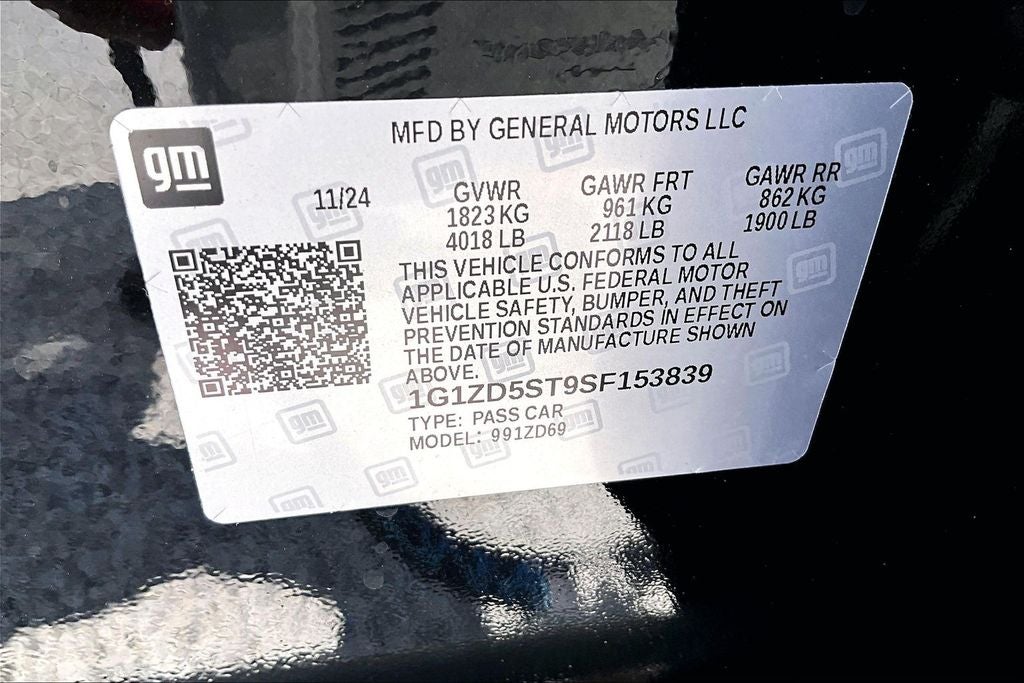 gm
MFD BY GENERAL MOTORS LLC
11/24
GVWR GAWR FRT GAWR RR
1823 KG 961 KG 862 KG
4018 LB 2118 LB 1900 LB
THIS VEHICLE CONFORMS TO ALL
APPLICABLE U.S. FEDERAL MOTOR
VEHICLE SAFETY, BUMPER, AND THEFT
PREVENTION STANDARDS IN EFFECT ON
THE DATE OF MANUFACTURE SHOWN
ABOVE.
1G1ZD5ST9SF153839
TYPE: PASS CAR
MODEL: 991ZD69